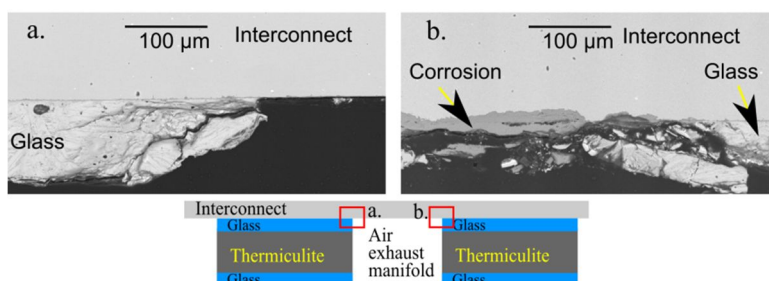 a.
100 µm
Interconnect
Glass
b.
100 µm
Interconnect
Corrosion
Glass
Interconnect
a.
b.
Glass
Air
exhaust
manifold
Glass
Thermiculite
Thermiculite
Glass
Glass